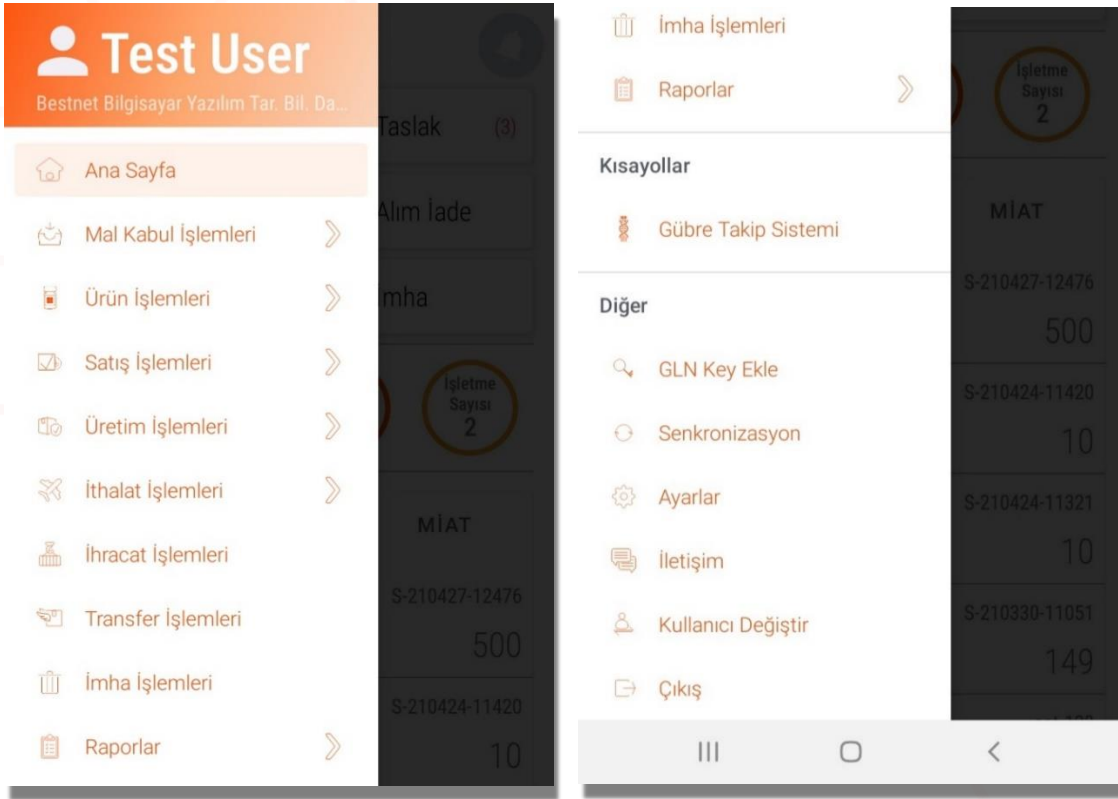 Test User
Bestnet Bilgisayar Yazılım Tar. Bil. Da...
Ana Sayfa
Mal Kabul İşlemleri
Ürün İşlemleri
Satış İşlemleri
Üretim İşlemleri
İthalat İşlemleri
İhracat İşlemleri
Transfer İşlemleri
İmha İşlemleri
Raporlar
Taslak (3)
Alım İade
İmha
İşletme
Sayısı
2
MİAT
S-210427-12476
500
S-210424-11420
10
İmha İşlemleri
Raporlar
Kısayollar
Gübre Takip Sistemi
Diğer
GLN Key Ekle
Senkronizasyon
Ayarlar
İletişim
Kullanıcı Değiştir
Çıkış
İşletme
Sayısı
2
MİAT
S-210427-12476
500
S-210424-11420
10
S-210424-11321
10
S-210330-11051
149